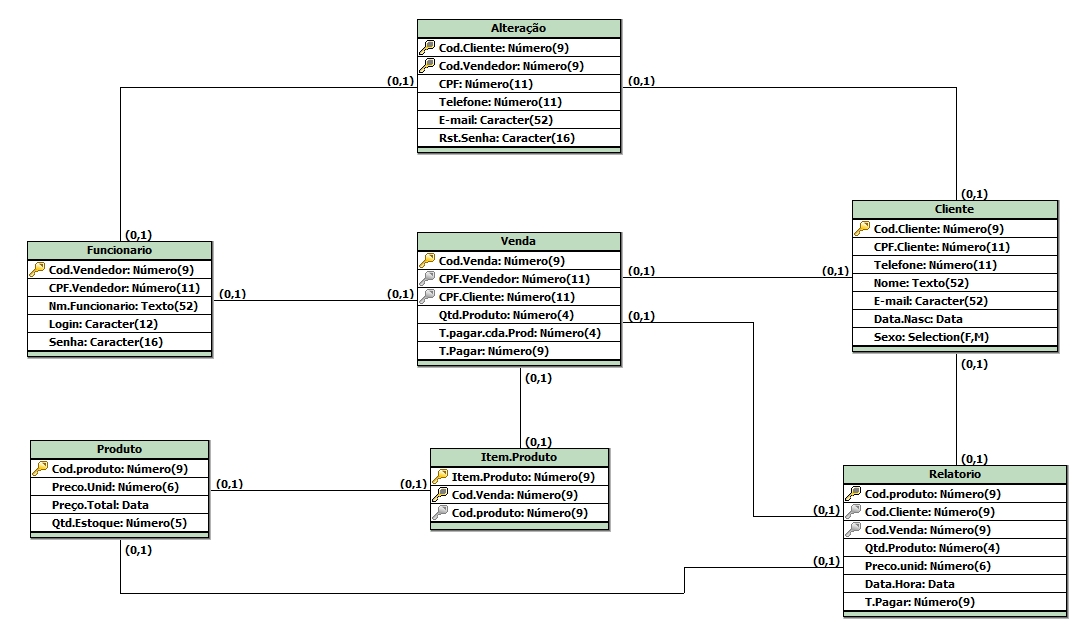 Alteração
Cod.Cliente: Número(9)
Cod.Vendedor: Número(9)
CPF: Número(11)
Telefone: Número(11)
E-mail: Caracter(52)
Rst.Senha: Caracter(16)
(0,1)
(0,1)
(0,1)
(0,1)
Funcionario
Cod.Vendedor: Número(9)
CPF.Vendedor: Número(11)
Nm.Funcionario: Texto(52)
Login: Caracter(12)
Senha: Caracter(16)
(0,1)
(0,1)
Venda
Cod.Venda: Número(9)
CPF.Vendedor: Número(11)
CPF.Cliente: Número(11)
Qtd.Produto: Número(4)
T.pagar.cda.Prod: Número(4)
T.Pagar: Número(9)
(0,1)
(0,1)
(0,1)
(0,1)
Cliente
Cod.Cliente: Número(9)
CPF.Cliente: Número(11)
Telefone: Número(11)
Nome: Texto(52)
E-mail: Caracter(52)
Data.Nasc: Data
Sexo: Selection(F,M)
(0,1)
(0,1)
Produto
Cod.produto: Número(9)
Preco.Unid: Número(6)
Preço.Total: Data
Qtd.Estoque: Número(5)
(0,1)
(0,1)
(0,1)
(0,1)
Item.Produto
Item.Produto: Número(9)
Cod.Venda: Número(9)
Cod.produto: Número(9)
Relatorio
Cod.produto: Número(9)
Cod.Cliente: Número(9)
Cod.Venda: Número(9)
Qtd.Produto: Número(4)
Preco.unid: Número(6)
Data.Hora: Data
T.Pagar: Número(9)
(0,1)
(0,1)